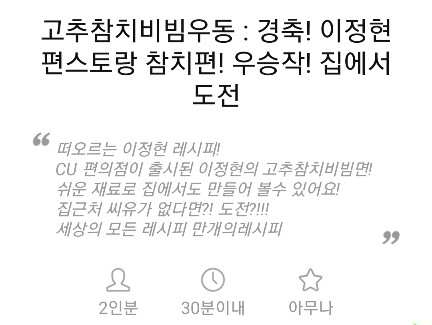 고추참치비빔우동 : 경축! 이정현
편스토랑 참치편! 우승작! 집에서
도전
“ 떠오르는 이정현 레시피!
CU 편의점이 출시된 이정현의 고추참치비빔면!
쉬운 재료로 집에서도 만들어 볼수 있어요!
집근처 씨유가 없다면?! 도전?!!!
세상의 모든 레시피 만개의레시피 ”
2인분 30분이내 아무나